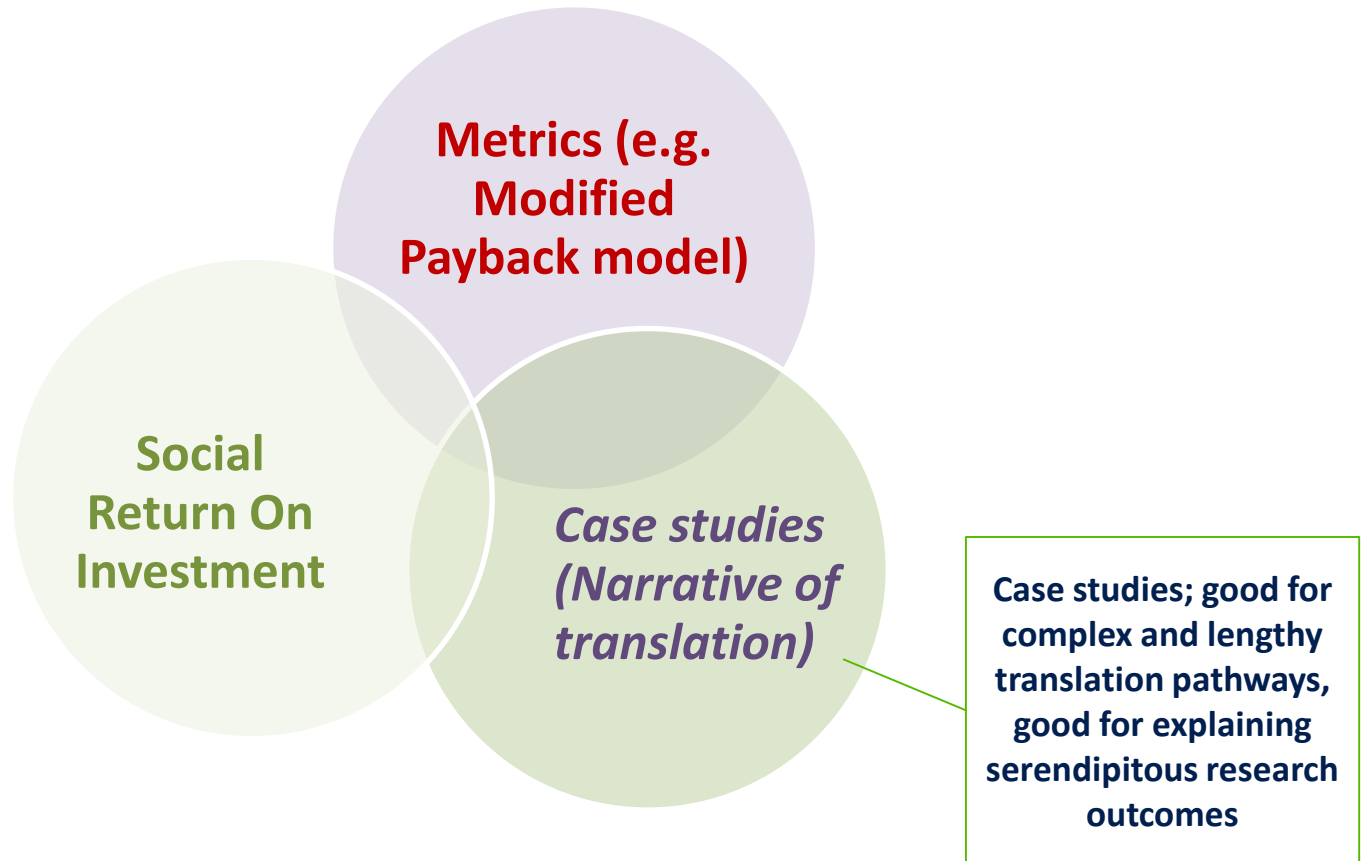 Metrics (e.g.
Modified
Payback model)
Social
Return On
Investment
Case studies
(Narrative of
translation)
Case studies; good for
complex and lengthy
translation pathways,
good for explaining
serendipitous research
outcomes